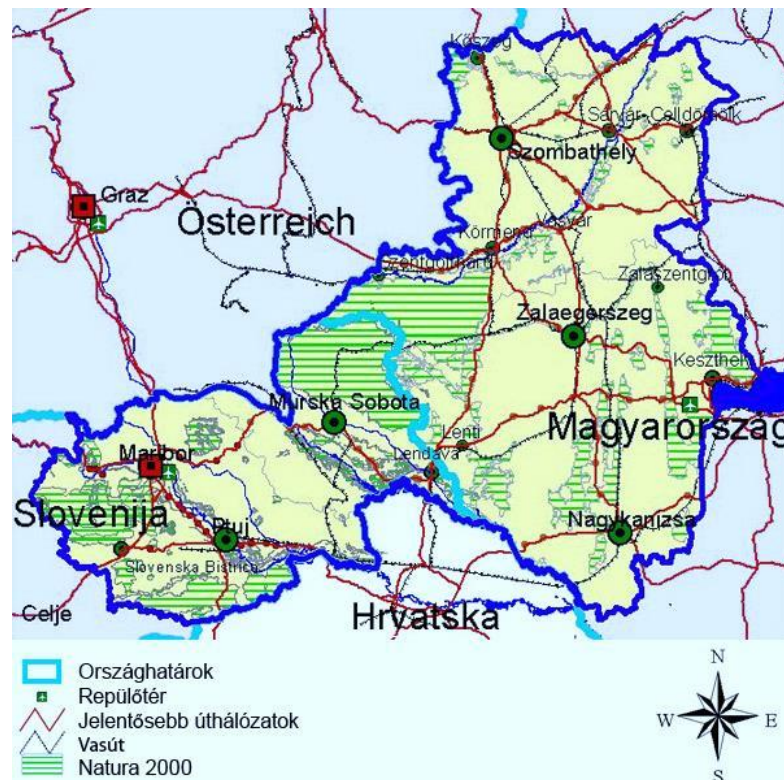 Kőszeg
Sárvár
Celldömölk
Szombathely
Graz
Österreich
Körmend
Vasvár
Szentgotthárd
Zalaszentgrót
Zalaegerszeg
Keszthely
Murska Sobota
Magyarország
Maribor
Lenti
Lendava
Slovenija
Ptuj
Nagykanizsa
Slovenska Bistrica
Celje
Hrvatska
Országhatárok
Repülőtér
Jelentősebb úthálózatok
Vasút
Natura 2000
N
W
E
S